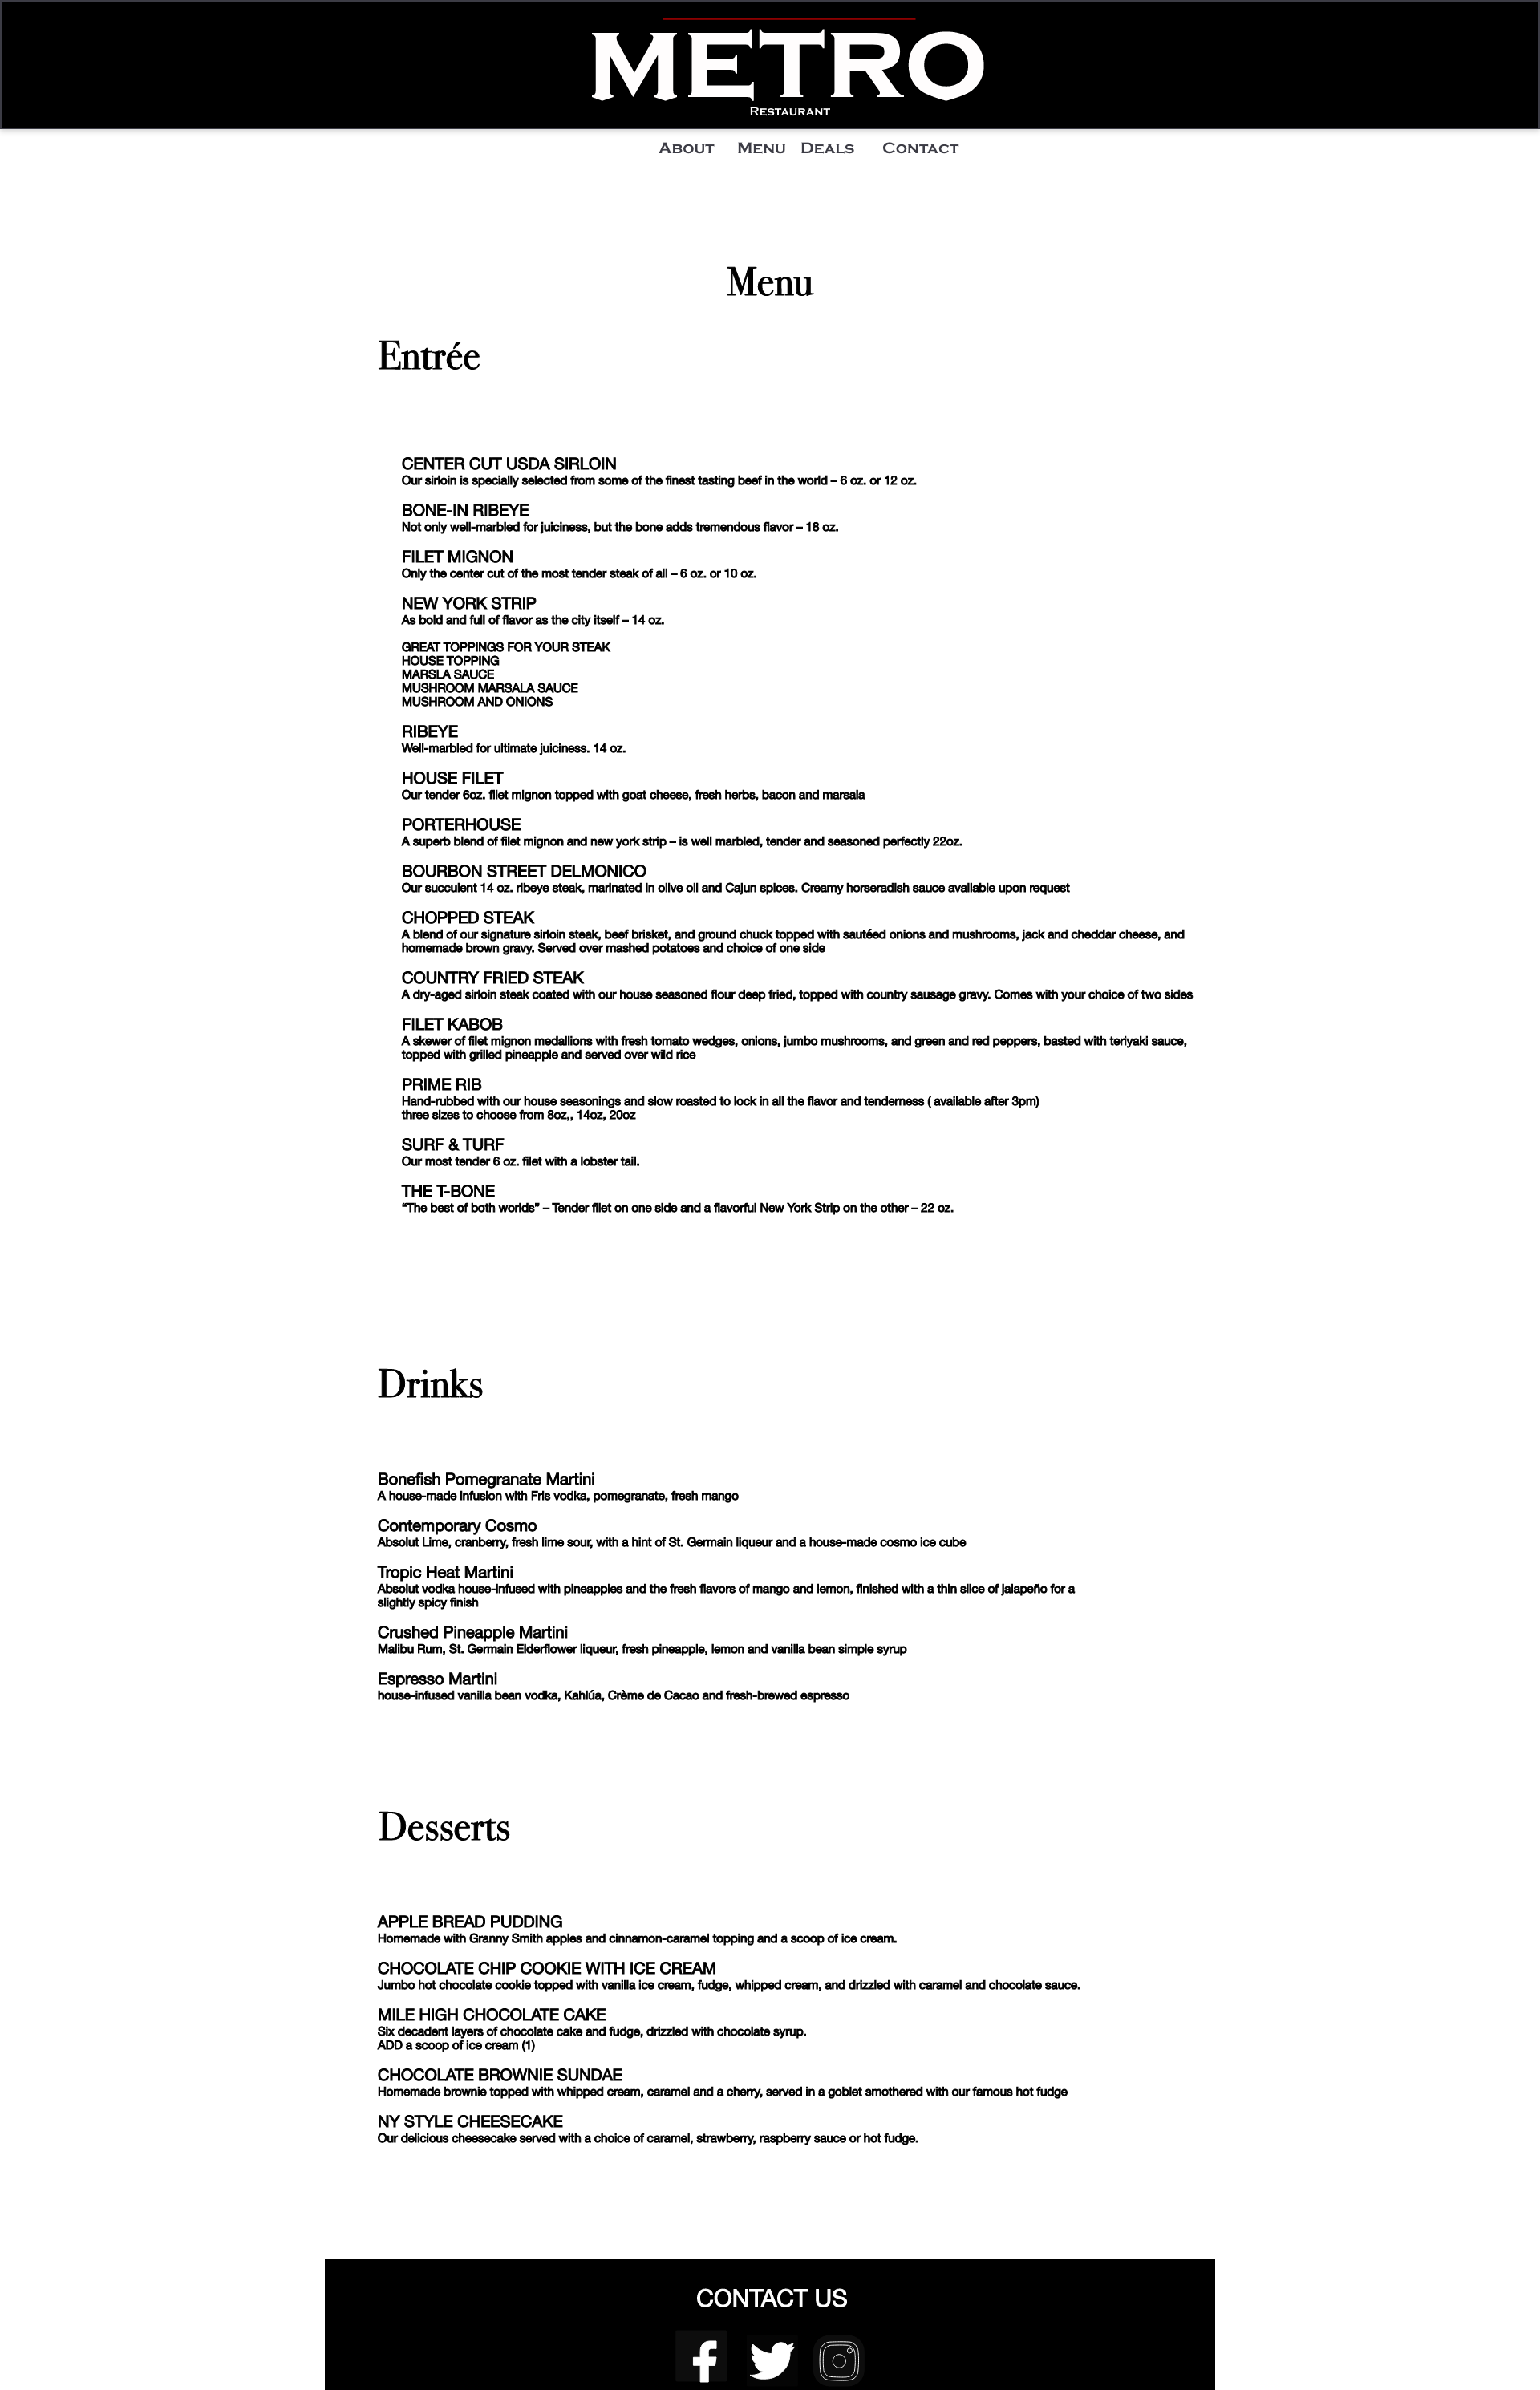 METRO
Restaurant
About Menu Deals Contact
Menu
Entrée
CENTER CUT USDA SIRLOIN
Our sirloin is specially selected from some of the finest tasting beef in the world – 6 oz. or 12 oz.
BONE-IN RIBEYE
Not only well-marbled for juiciness, but the bone adds tremendous flavor – 18 oz.
FILET MIGNON
Only the center cut of the most tender steak of all – 6 oz. or 10 oz.
NEW YORK STRIP
As bold and full of flavor as the city itself – 14 oz.
GREAT TOPPINGS FOR YOUR STEAK
HOUSE TOPPING
MARSLA SAUCE
MUSHROOM MARSALA SAUCE
MUSHROOM AND ONIONS
RIBEYE
Well-marbled for ultimate juiciness. 14 oz.
HOUSE FILET
Our tender 6oz. filet mignon topped with goat cheese, fresh herbs, bacon and marsala
PORTERHOUSE
A superb blend of filet mignon and new york strip – is well marbled, tender and seasoned perfectly 22oz.
BOURBON STREET DELMONICO
Our succulent 14 oz. ribeye steak, marinated in olive oil and Cajun spices. Creamy horseradish sauce available upon request
CHOPPED STEAK
A blend of our signature sirloin steak, beef brisket, and ground chuck topped with sautéed onions and mushrooms, jack and cheddar cheese, and
homemade brown gravy. Served over mashed potatoes and choice of one side
COUNTRY FRIED STEAK
A dry-aged sirloin steak coated with our house seasoned flour deep fried, topped with country sausage gravy. Comes with your choice of two sides
FILET KABOB
A skewer of filet mignon medallions with fresh tomato wedges, onions, jumbo mushrooms, and green and red peppers, basted with teriyaki sauce,
topped with grilled pineapple and served over wild rice
PRIME RIB
Hand-rubbed with our house seasonings and slow roasted to lock in all the flavor and tenderness ( available after 3pm)
three sizes to choose from 8oz,, 14oz, 20oz
SURF & TURF
Our most tender 6 oz. filet with a lobster tail.
THE T-BONE
“The best of both worlds” – Tender filet on one side and a flavorful New York Strip on the other – 22 oz.
Drinks
Bonefish Pomegranate Martini
A house-made infusion with Fris vodka, pomegranate, fresh mango
Contemporary Cosmo
Absolut Lime, cranberry, fresh lime sour, with a hint of St. Germain liqueur and a house-made cosmo ice cube
Tropic Heat Martini
Absolut vodka house-infused with pineapples and the fresh flavors of mango and lemon, finished with a thin slice of jalapeño for a
slightly spicy finish
Crushed Pineapple Martini
Malibu Rum, St. Germain Elderflower liqueur, fresh pineapple, lemon and vanilla bean simple syrup
Espresso Martini
house-infused vanilla bean vodka, Kahlúa, Crème de Cacao and fresh-brewed espresso
Desserts
APPLE BREAD PUDDING
Homemade with Granny Smith apples and cinnamon-caramel topping and a scoop of ice cream.
CHOCOLATE CHIP COOKIE WITH ICE CREAM
Jumbo hot chocolate cookie topped with vanilla ice cream, fudge, whipped cream, and drizzled with caramel and chocolate sauce.
MILE HIGH CHOCOLATE CAKE
Six decadent layers of chocolate cake and fudge, drizzled with chocolate syrup.
ADD a scoop of ice cream (1)
CHOCOLATE BROWNIE SUNDAE
Homemade brownie topped with whipped cream, caramel and a cherry, served in a goblet smothered with our famous hot fudge
NY STYLE CHEESECAKE
Our delicious cheesecake served with a choice of caramel, strawberry, raspberry sauce or hot fudge.
CONTACT US